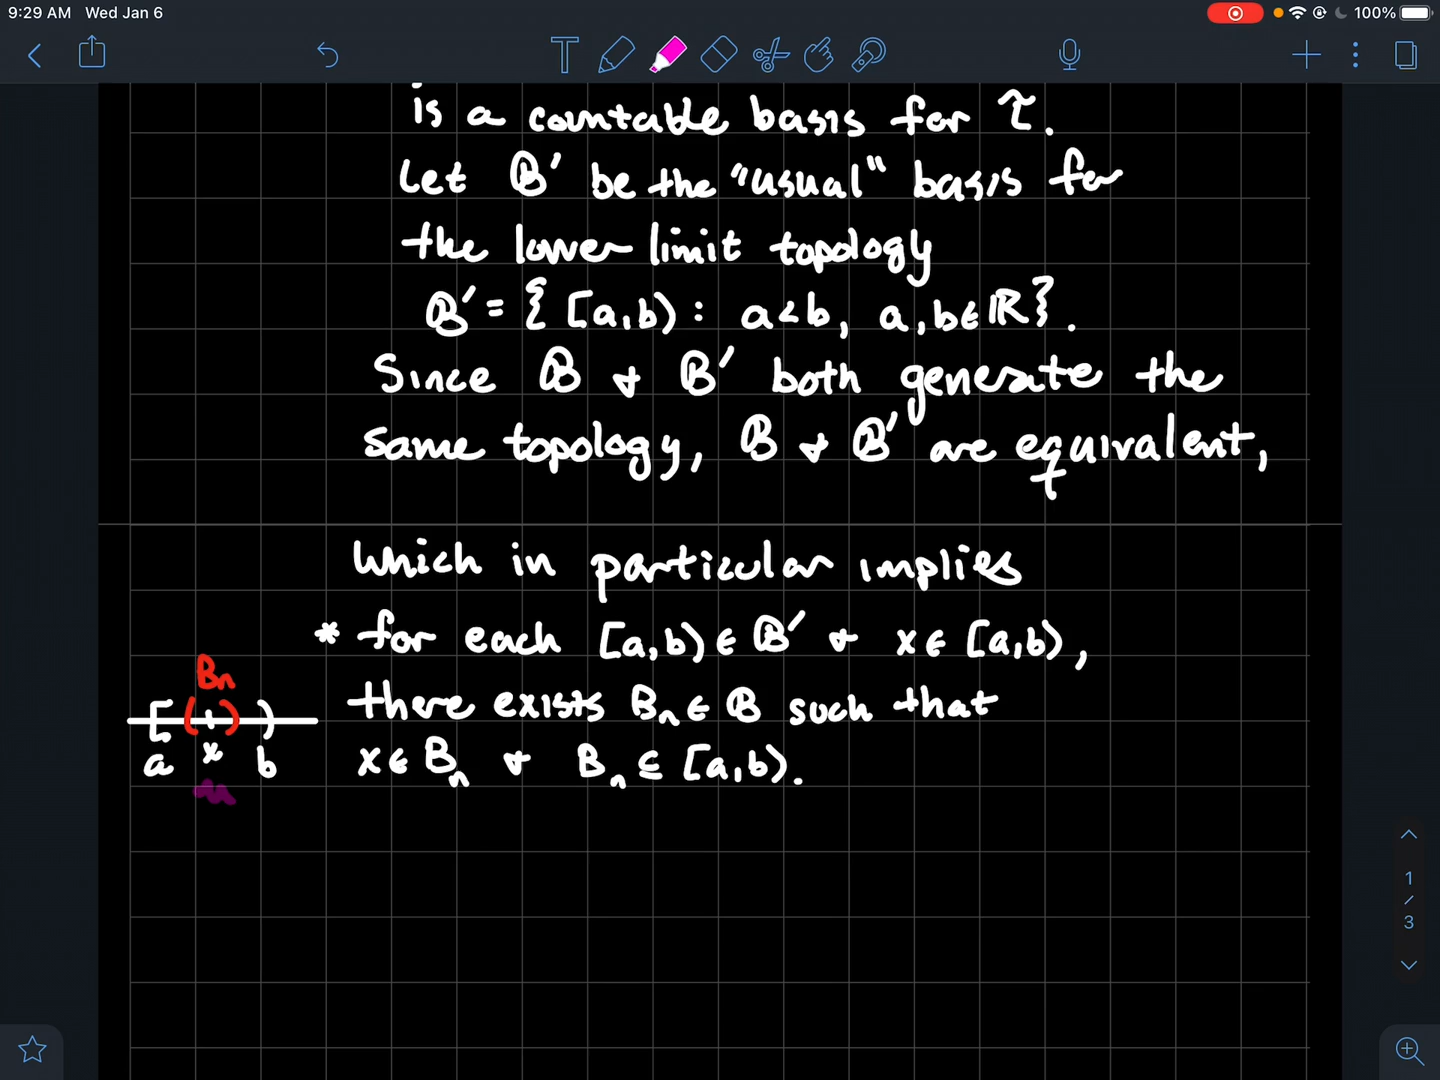 9:29 AM Wed Jan 6
100%
is a countable basis for τ.
Let B' be the "usual" basis for
the lower limit topology
B' = { [a,b) : a<b, a,b∈ℝ}.
Since B & B' both generate the
same topology, B & B' are equivalent,
which in particular implies
* for each [a,b) ∈ B' & x ∈ [a,b),
there exists Bn ∈ B such that
x ∈ Bn & Bn ⊆ [a,b).
Bn
[ ( ) )
a x b
1
/
3